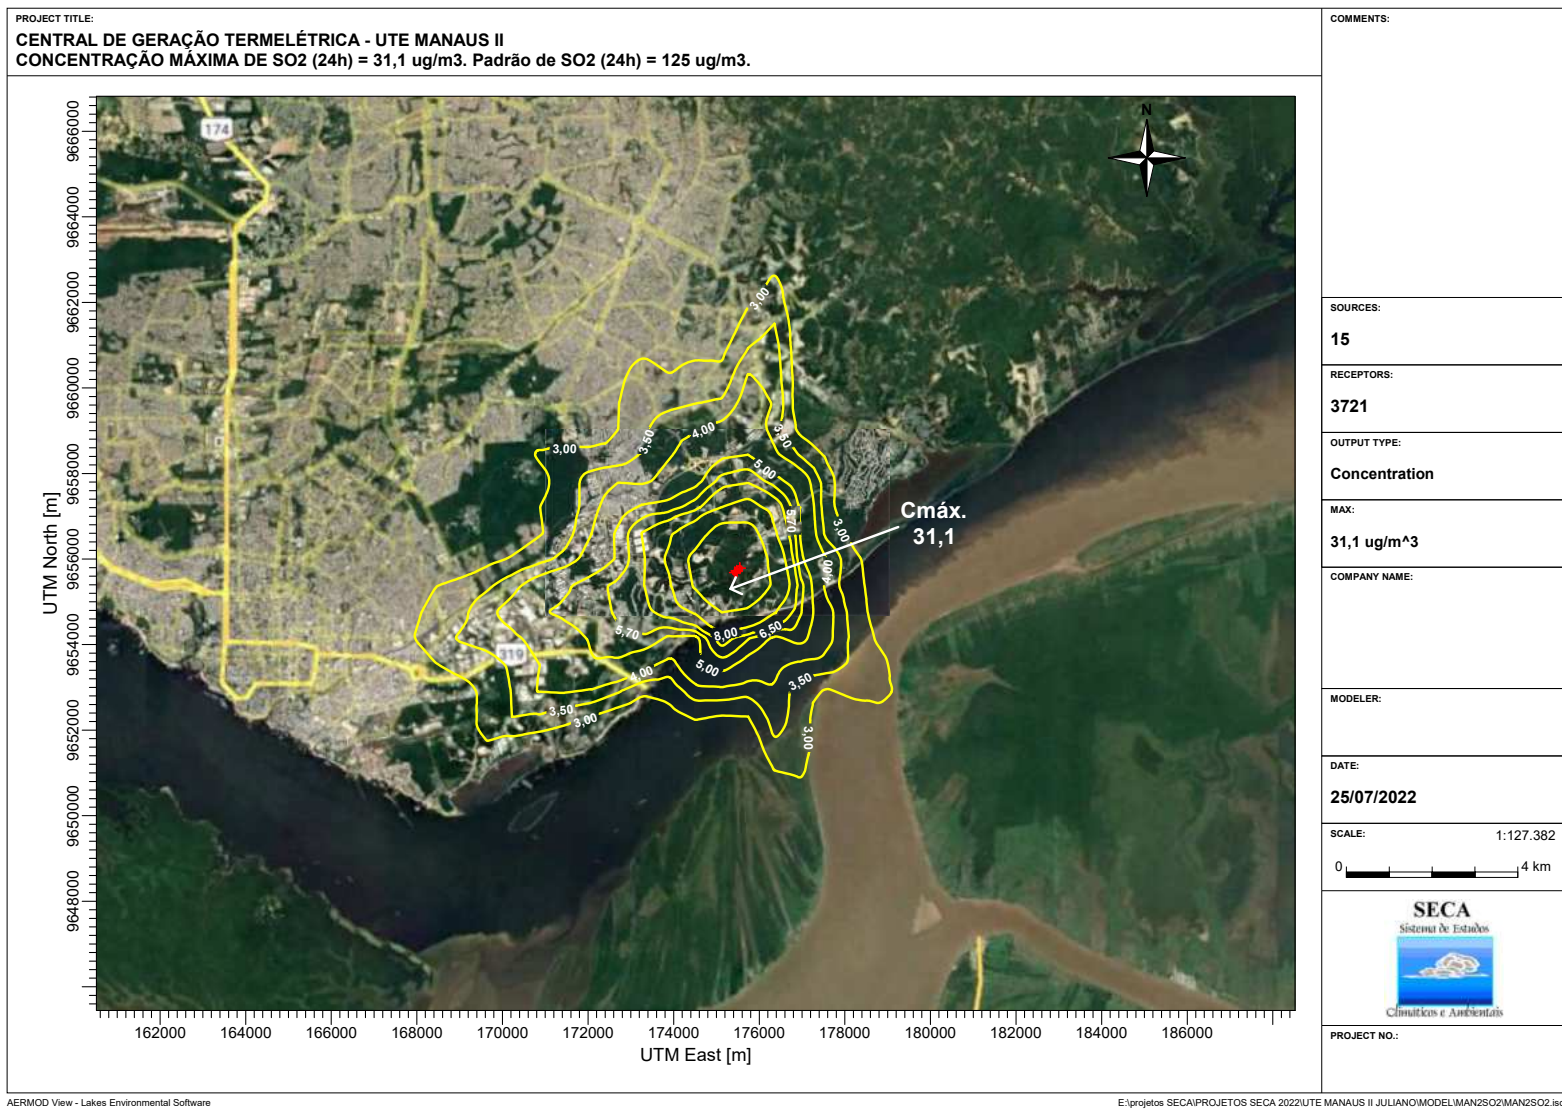 PROJECT TITLE:
CENTRAL DE GERAÇÃO TERMELÉTRICA - UTE MANAUS II
CONCENTRAÇÃO MÁXIMA DE SO2 (24h) = 31,1 ug/m3. Padrão de SO2 (24h) = 125 ug/m3.
UTM North [m]
9666000
9664000
9662000
9660000
9658000
9656000
9654000
9652000
9650000
9648000
174
319
N
3,00
3,00
3,50
4,00
3,50
5,00
5,70
3,00
4,00
Cmáx.
31,1
5,70
8,00
6,50
5,00
4,00
3,50
3,50
3,00
3,00
162000 164000 166000 168000 170000 172000 174000 176000 178000 180000 182000 184000 186000
UTM East [m]
COMMENTS:
SOURCES:
15
RECEPTORS:
3721
OUTPUT TYPE:
Concentration
MAX:
31,1 ug/m^3
COMPANY NAME:
MODELER:
DATE:
25/07/2022
SCALE: 1:127.382
0 4 km
SECA
Sistema de Estudos
Climáticos e Ambientais
PROJECT NO.:
AERMOD View - Lakes Environmental Software
E:\projetos SECA\PROJETOS SECA 2022\UTE MANAUS II JULIANO\MODEL\MAN2SO2\MAN2SO2.isc